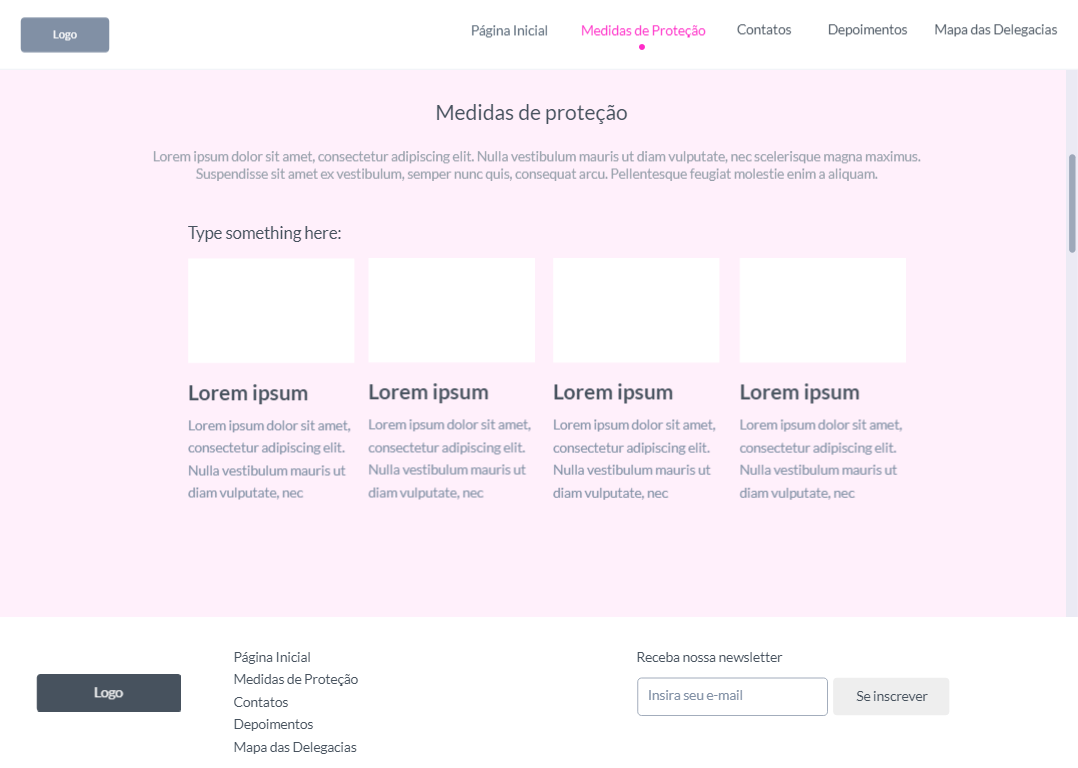 Logo
Página Inicial
Medidas de Proteção
Contatos
Depoimentos
Mapa das Delegacias
Medidas de proteção
Lorem ipsum dolor sit amet, consectetur adipiscing elit. Nulla vestibulum mauris ut diam vulputate, nec scelerisque magna maximus.
Suspendisse sit amet ex vestibulum, semper nunc quis, consequat arcu. Pellentesque feugiat molestie enim a aliquam.
Type something here:
Lorem ipsum
Lorem ipsum dolor sit amet,
consectetur adipiscing elit.
Nulla vestibulum mauris ut
diam vulputate, nec
Lorem ipsum
Lorem ipsum dolor sit amet,
consectetur adipiscing elit.
Nulla vestibulum mauris ut
diam vulputate, nec
Lorem ipsum
Lorem ipsum dolor sit amet,
consectetur adipiscing elit.
Nulla vestibulum mauris ut
diam vulputate, nec
Lorem ipsum
Lorem ipsum dolor sit amet,
consectetur adipiscing elit.
Nulla vestibulum mauris ut
diam vulputate, nec
Logo
Página Inicial
Medidas de Proteção
Contatos
Depoimentos
Mapa das Delegacias
Receba nossa newsletter
Insira seu e-mail
Se inscrever